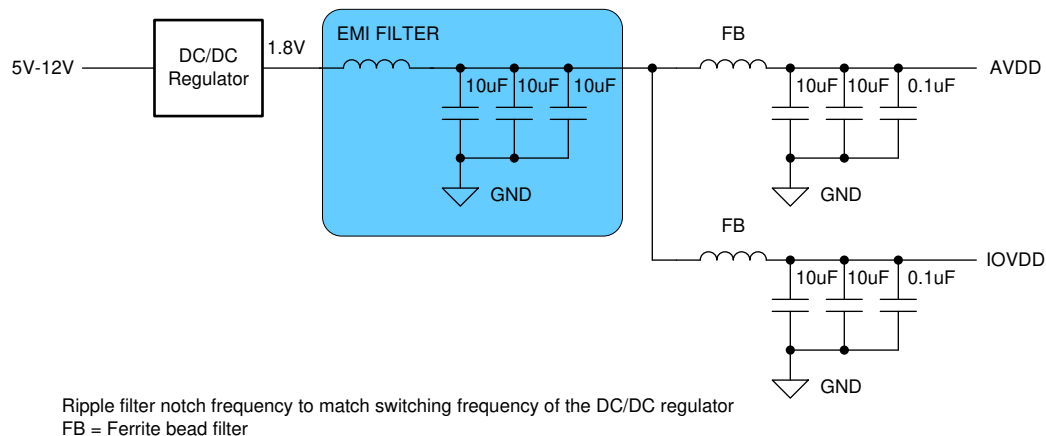 EMI FILTER
FB
5V-12V
DC/DC
Regulator
1.8V
10uF 10uF 10uF
10uF 10uF 0.1uF
AVDD
GND
GND
FB
10uF 10uF 0.1uF
IOVDD
GND
Ripple filter notch frequency to match switching frequency of the DC/DC regulator
FB = Ferrite bead filter